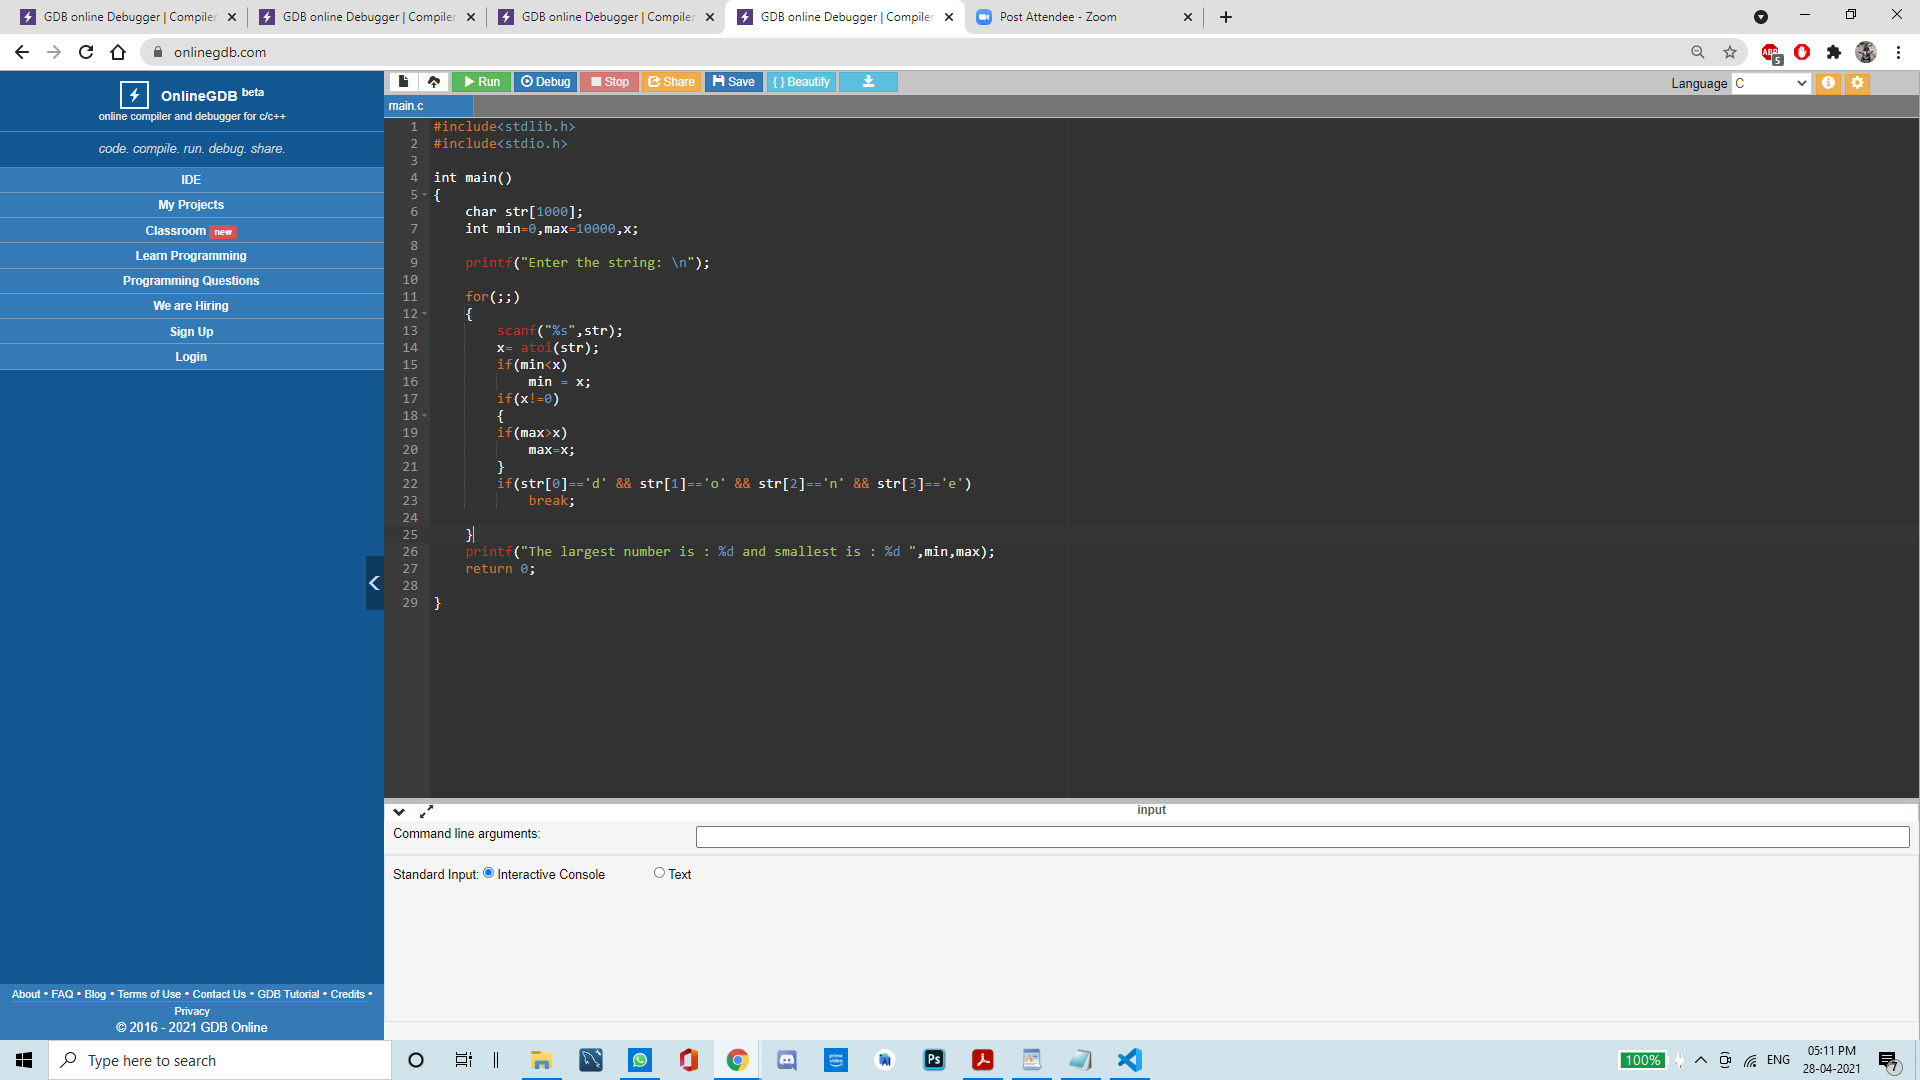 GDB online Debugger | Compiler
GDB online Debugger | Compiler
GDB online Debugger | Compiler
GDB online Debugger | Compiler
Post Attendee - Zoom
onlinegdb.com
ABP
5
OnlineGDB beta
online compiler and debugger for c/c++
code. compile. run. debug. share.
IDE
My Projects
Classroom new
Learn Programming
Programming Questions
We are Hiring
Sign Up
Login
About • FAQ • Blog • Terms of Use • Contact Us • GDB Tutorial • Credits •
Privacy
© 2016 - 2021 GDB Online
Run
Debug
Stop
Share
Save
{ } Beautify
Language C
main.c
1 #include<stdlib.h>
2 #include<stdio.h>
3
4 int main()
5 {
6 char str[1000];
7 int min=0,max=10000,x;
8
9 printf("Enter the string: \n");
10
11 for(;;)
12 {
13 scanf("%s",str);
14 x= atoi(str);
15 if(min<x)
16 min = x;
17 if(x!=0)
18 {
19 if(max>x)
20 max=x;
21 }
22 if(str[0]=='d' && str[1]=='o' && str[2]=='n' && str[3]=='e')
23 break;
24
25 }
26 printf("The largest number is : %d and smallest is : %d ",min,max);
27 return 0;
28
29 }
input
Command line arguments:
Standard Input: Interactive Console Text
Type here to search
prime video
Ps
100%
ENG
05:11 PM
28-04-2021
7